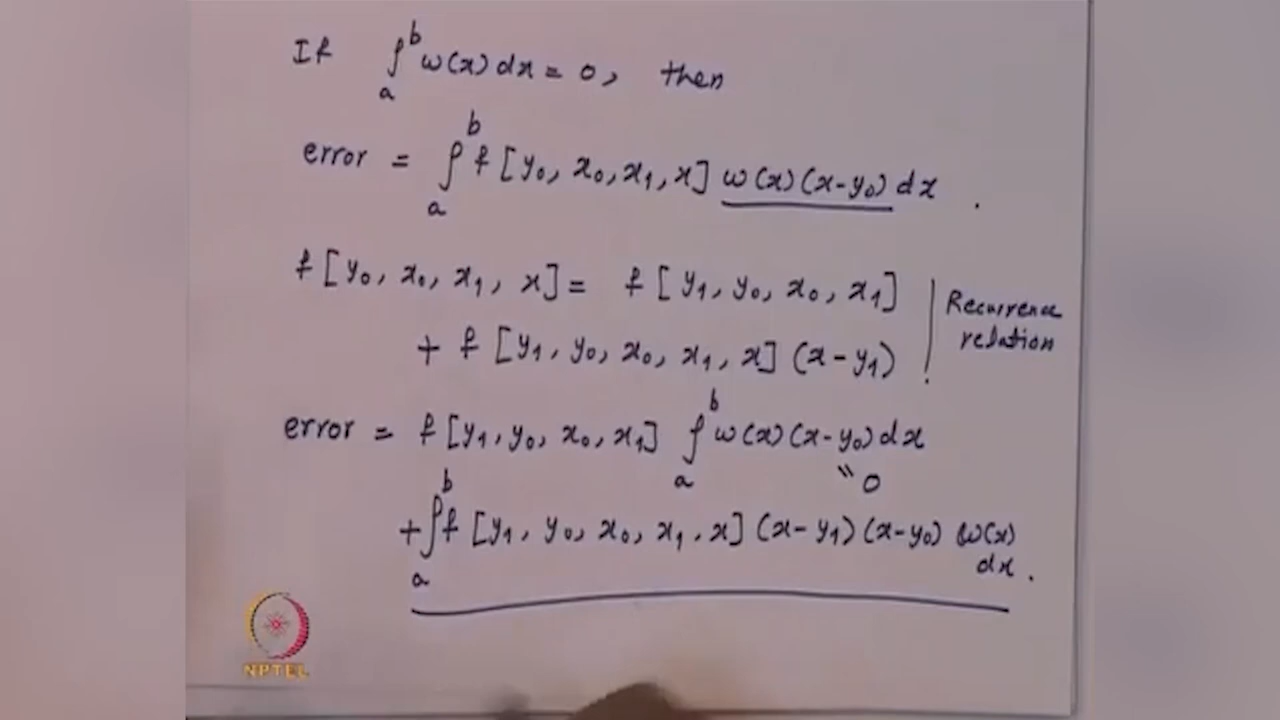 If ∫_a^b ω(x) dx = 0, then
error = ∫_a^b f[y₀, x₀, x₁, x] ω(x)(x-y₀) dx.
f[y₀, x₀, x₁, x] = f[y₁, y₀, x₀, x₁]
+ f[y₁, y₀, x₀, x₁, x] (x-y₁)
Recurrence
relation
error = f[y₁, y₀, x₀, x₁] ∫_a^b ω(x)(x-y₀) dx
" 0
+ ∫_a^b f[y₁, y₀, x₀, x₁, x] (x-y₁)(x-y₀) ω(x)
dx.
NPTEL